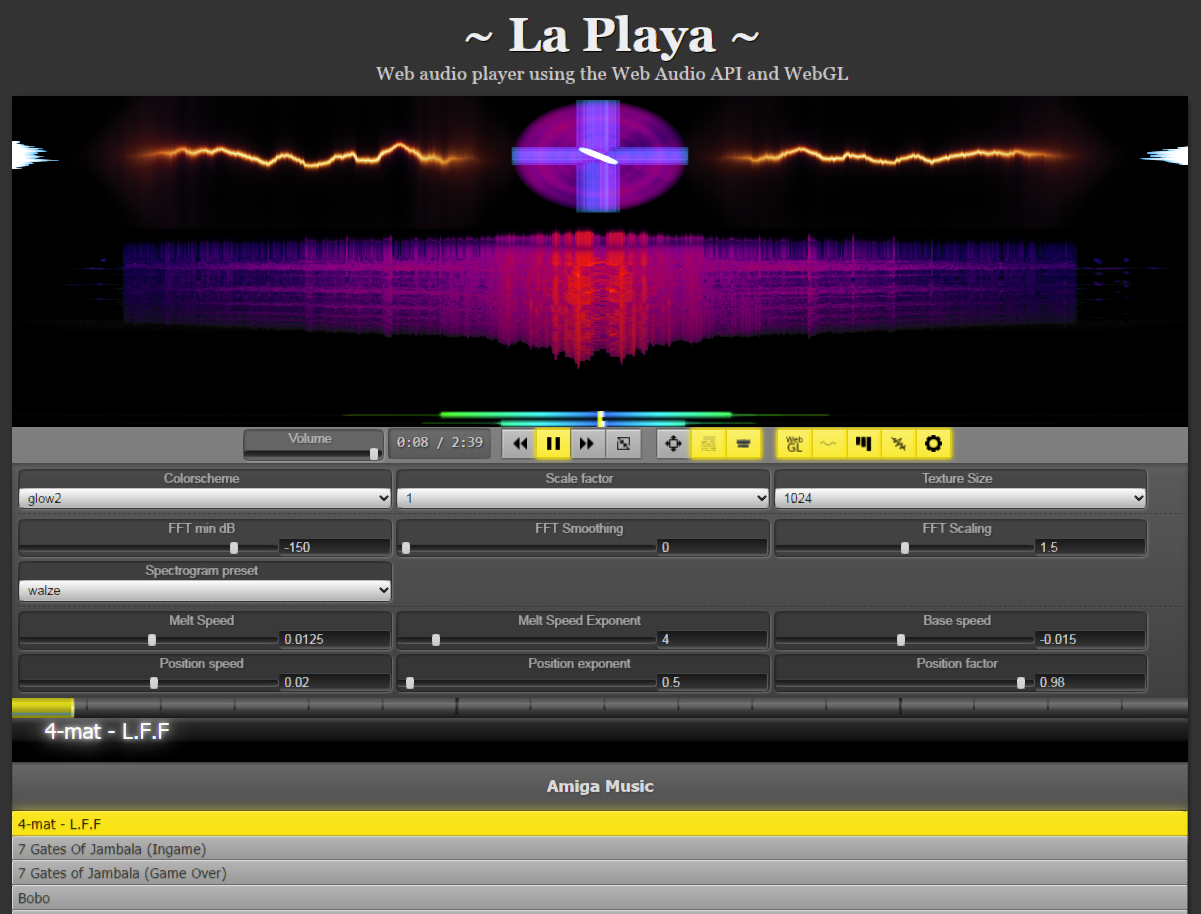 ~ La Playa ~
Web audio player using the Web Audio API and WebGL
Volume
0:08 / 2:39
Web
GL
Colorscheme
Scale factor
Texture Size
glow2
1
1024
FFT min dB
FFT Smoothing
FFT Scaling
-150
0
1.5
Spectrogram preset
walze
Melt Speed
Melt Speed Exponent
Base speed
0.0125
4
-0.015
Position speed
Position exponent
Position factor
0.02
0.5
0.98
4-mat - L.F.F
Amiga Music
4-mat - L.F.F
7 Gates Of Jambala (Ingame)
7 Gates of Jambala (Game Over)
Bobo